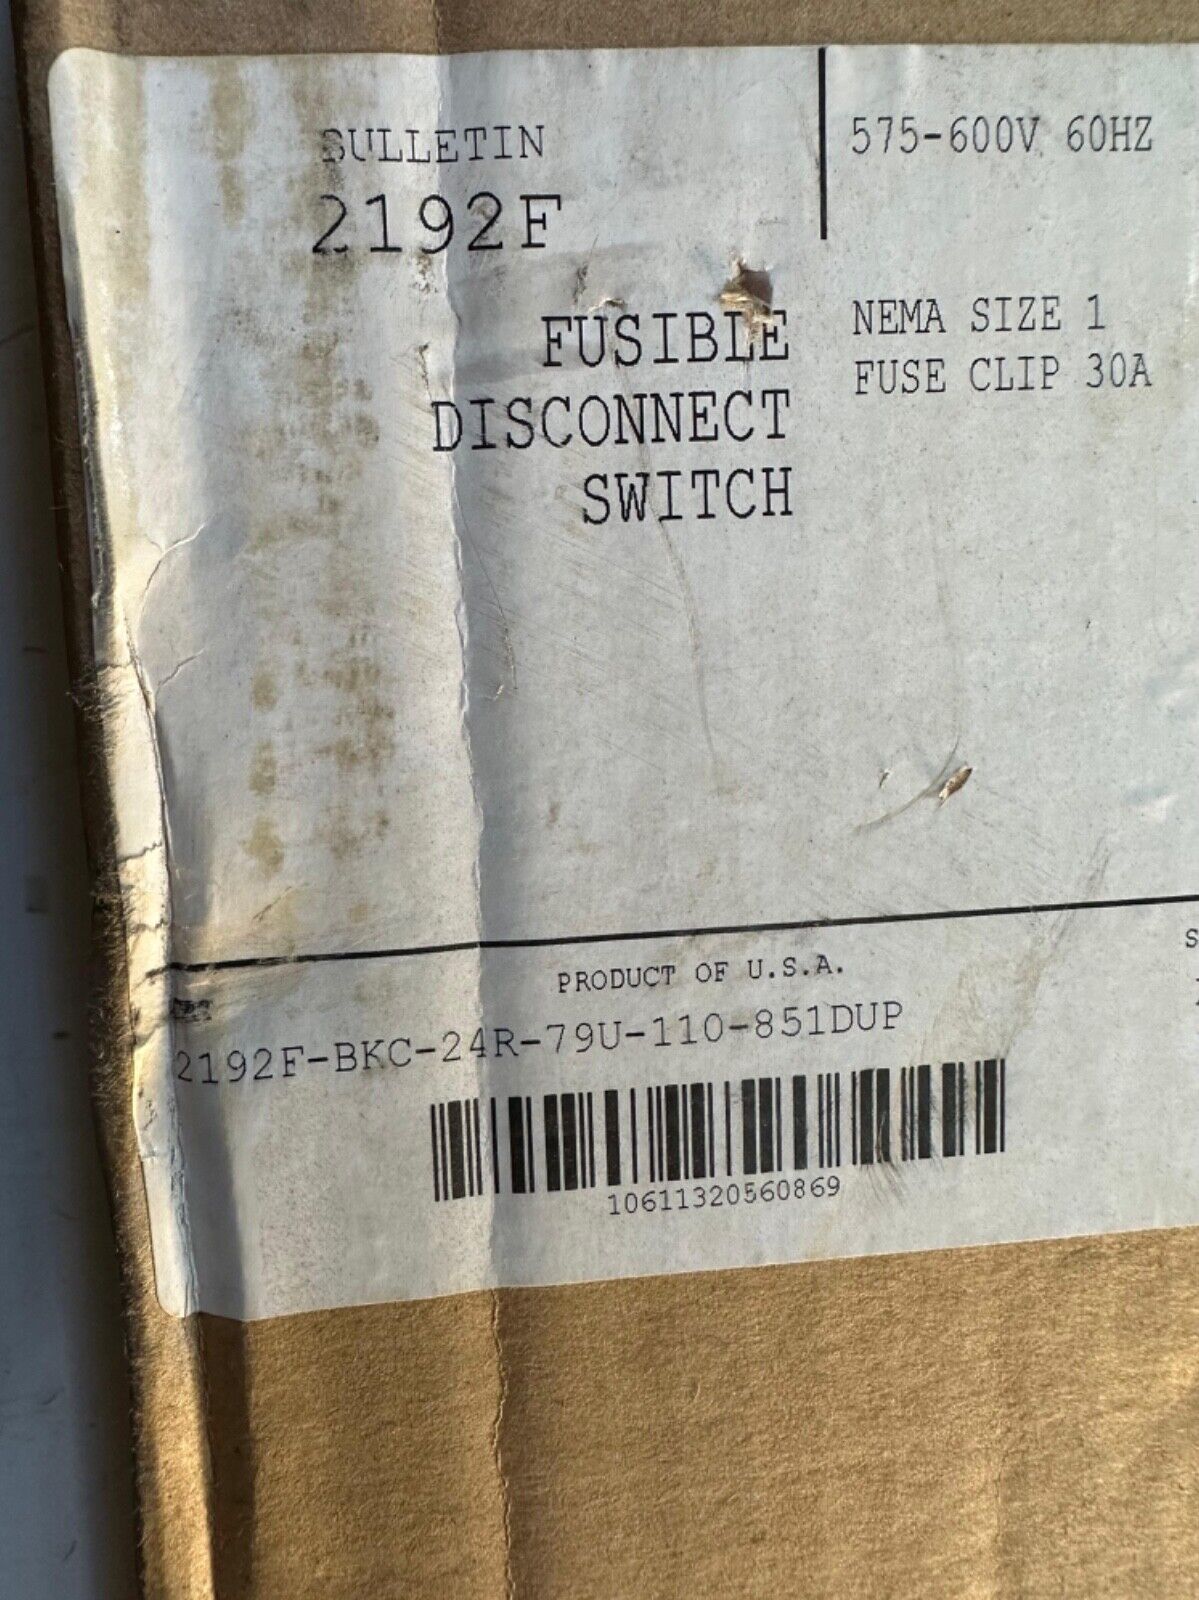 BULLETIN
2192F
575-600V 60HZ
FUSIBLE
DISCONNECT
SWITCH
NEMA SIZE 1
FUSE CLIP 30A
PRODUCT OF U.S.A.
2192F-BKC-24R-79U-110-851DUP
10611320560869
S